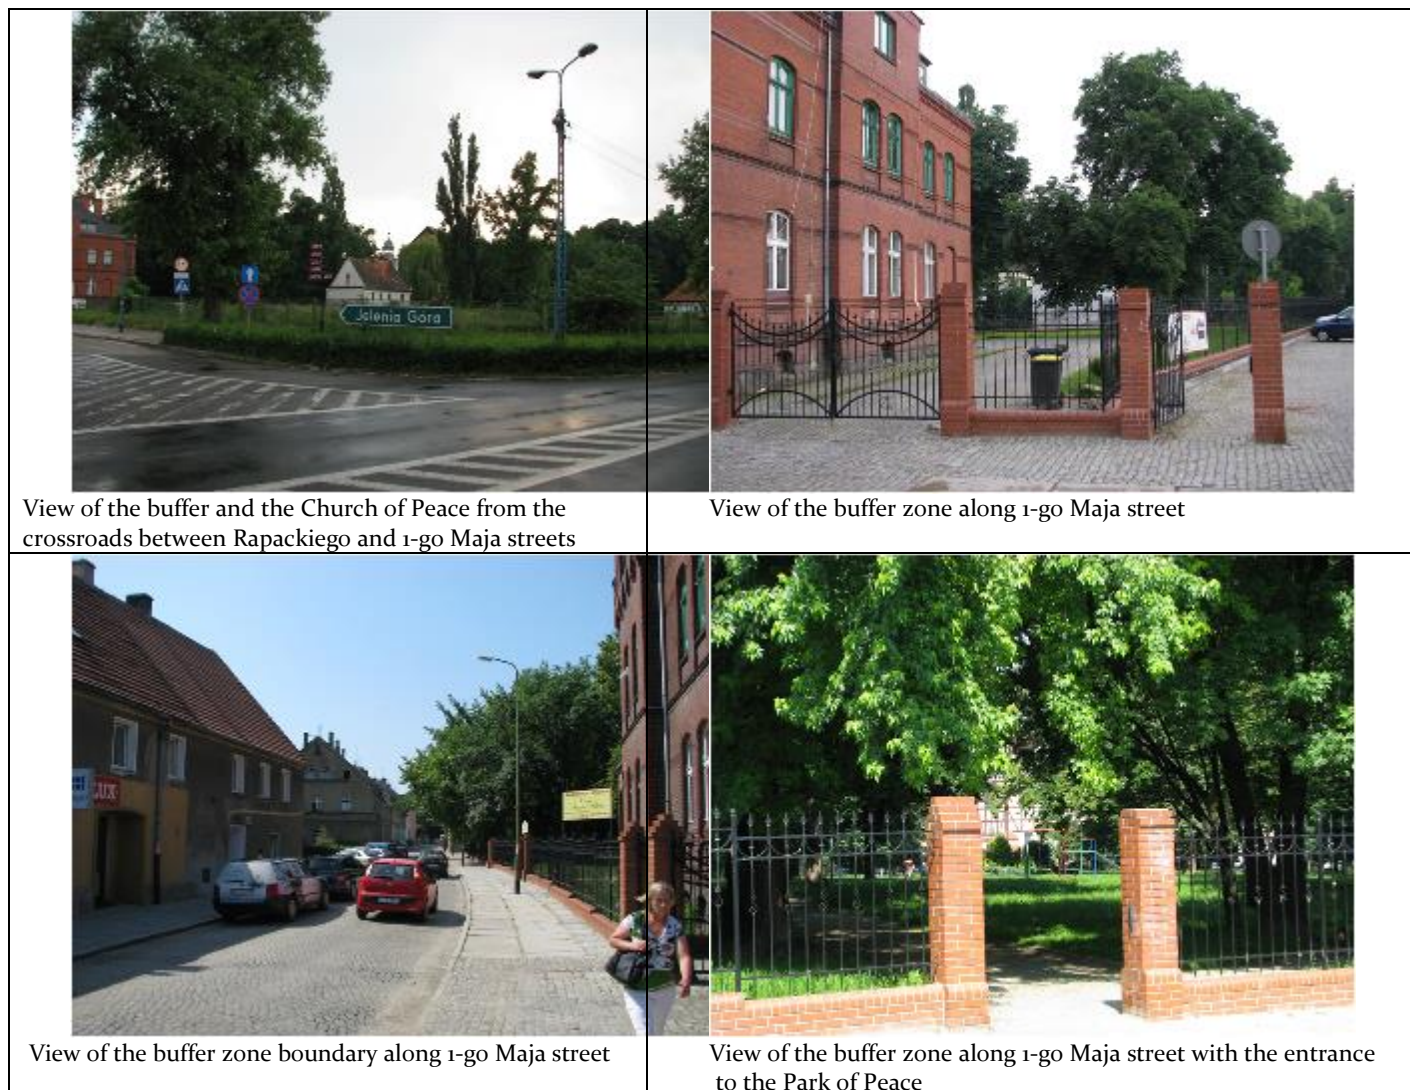 Jelenia Góra
View of the buffer and the Church of Peace from the
crossroads between Rapackiego and 1-go Maja streets
View of the buffer zone along 1-go Maja street
LUX
View of the buffer zone boundary along 1-go Maja street
View of the buffer zone along 1-go Maja street with the entrance
to the Park of Peace